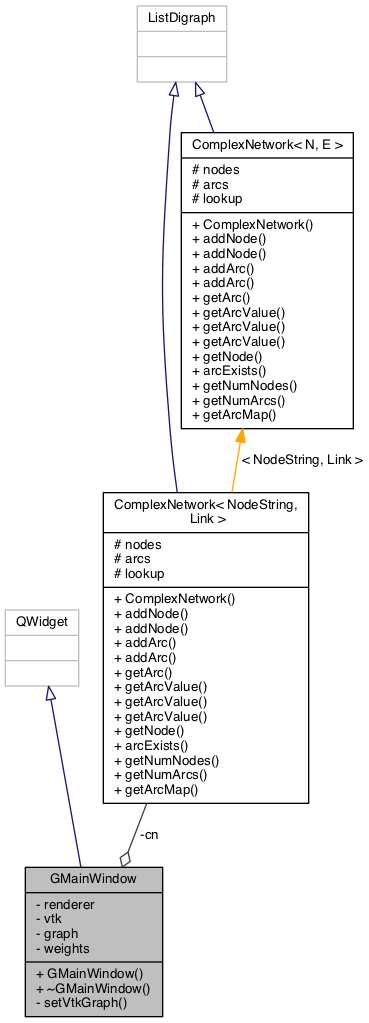 ListDigraph
ComplexNetwork< N, E >
# nodes
# arcs
# lookup
+ ComplexNetwork()
+ addNode()
+ addNode()
+ addArc()
+ addArc()
+ getArc()
+ getArcValue()
+ getArcValue()
+ getArcValue()
+ getNode()
+ arcExists()
+ getNumNodes()
+ getNumArcs()
+ getArcMap()
< NodeString, Link >
ComplexNetwork< NodeString,
Link >
# nodes
# arcs
# lookup
+ ComplexNetwork()
+ addNode()
+ addNode()
+ addArc()
+ addArc()
+ getArc()
+ getArcValue()
+ getArcValue()
+ getArcValue()
+ getNode()
+ arcExists()
+ getNumNodes()
+ getNumArcs()
+ getArcMap()
QWidget
-cn
GMainWindow
- renderer
- vtk
- graph
- weights
+ GMainWindow()
+ ~GMainWindow()
- setVtkGraph()